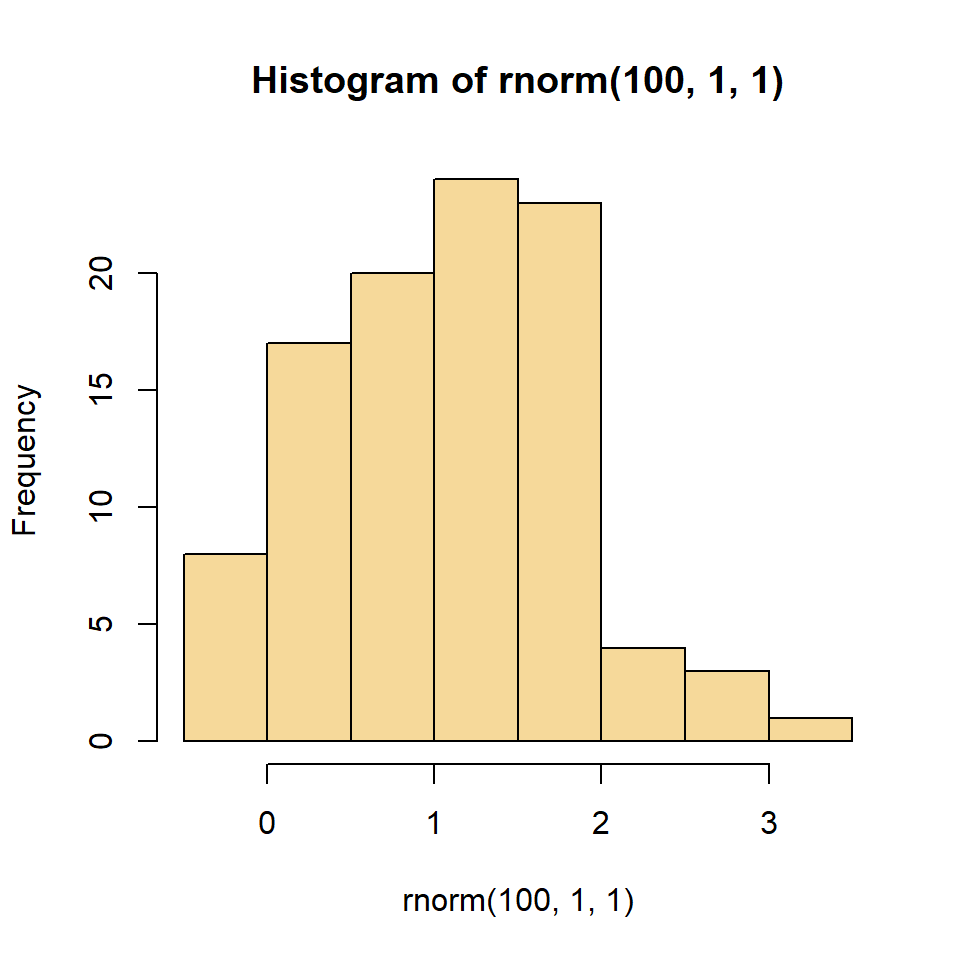 Histogram of rnorm(100, 1, 1)
Frequency
20
15
10
5
0
0 1 2 3
rnorm(100, 1, 1)